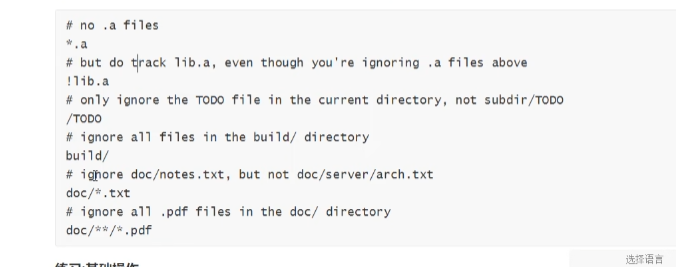 # no .a files
*.a
# but do track lib.a, even though you're ignoring .a files above
!lib.a
# only ignore the TODO file in the current directory, not subdir/TODO
/TODO
# ignore all files in the build/ directory
build/
# ignore doc/notes.txt, but not doc/server/arch.txt
doc/*.txt
# ignore all .pdf files in the doc/ directory
doc/**/*.pdf
选择语言